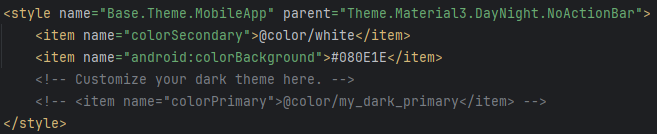 <style name="Base.Theme.MobileApp" parent="Theme.Material3.DayNight.NoActionBar">
    <item name="colorSecondary">@color/white</item>
    <item name="android:colorBackground">#080E1E</item>
    <!-- Customize your dark theme here. -->
    <!-- <item name="colorPrimary">@color/my_dark_primary</item> -->
</style>